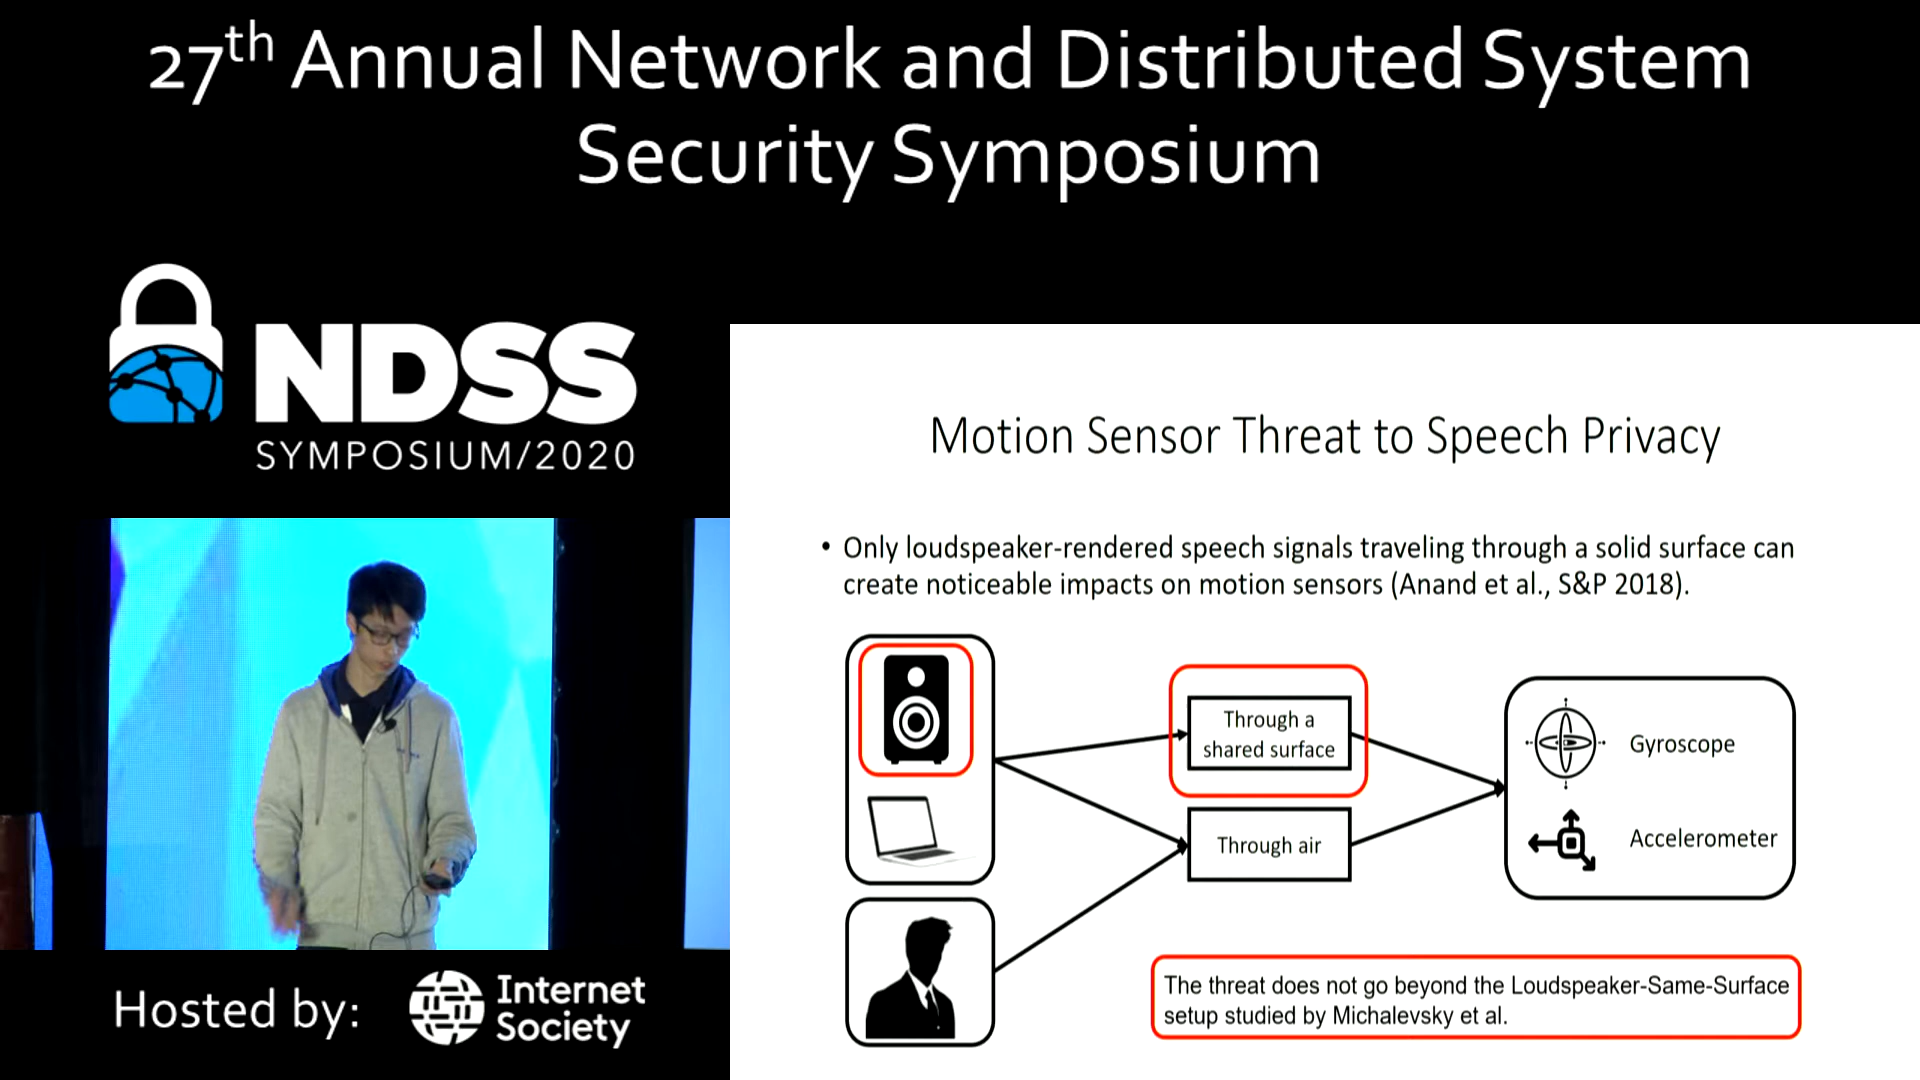 27th Annual Network and Distributed System
Security Symposium
NDSS
SYMPOSIUM/2020
Motion Sensor Threat to Speech Privacy
• Only loudspeaker-rendered speech signals traveling through a solid surface can
create noticeable impacts on motion sensors (Anand et al., S&P 2018).
Through a
shared surface
Through air
Gyroscope
Accelerometer
The threat does not go beyond the Loudspeaker-Same-Surface
setup studied by Michalevsky et al.
Hosted by:
Internet
Society